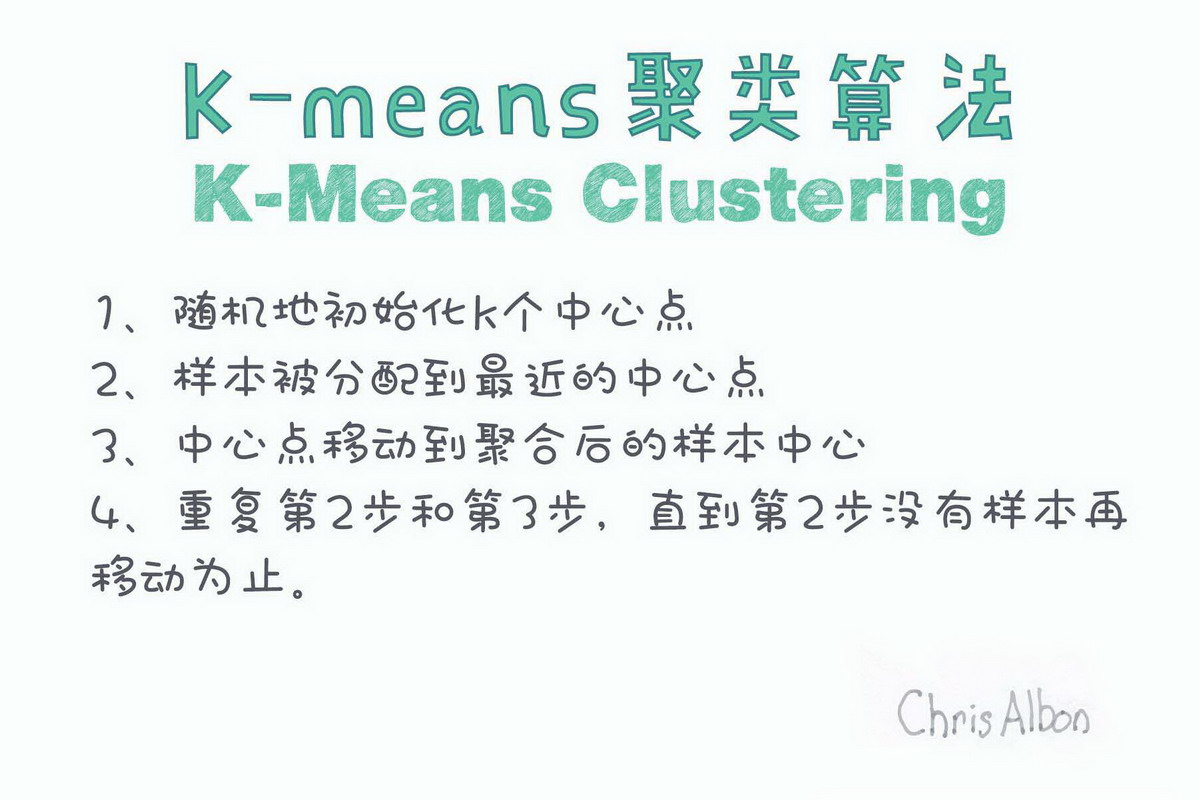 K-means聚类算法
K-Means Clustering
1、随机地初始化k个中心点
2、样本被分配到最近的中心点
3、中心点移动到聚合后的样本中心
4、重复第2步和第3步，直到第2步没有样本再
移动为止。
Chris Albon